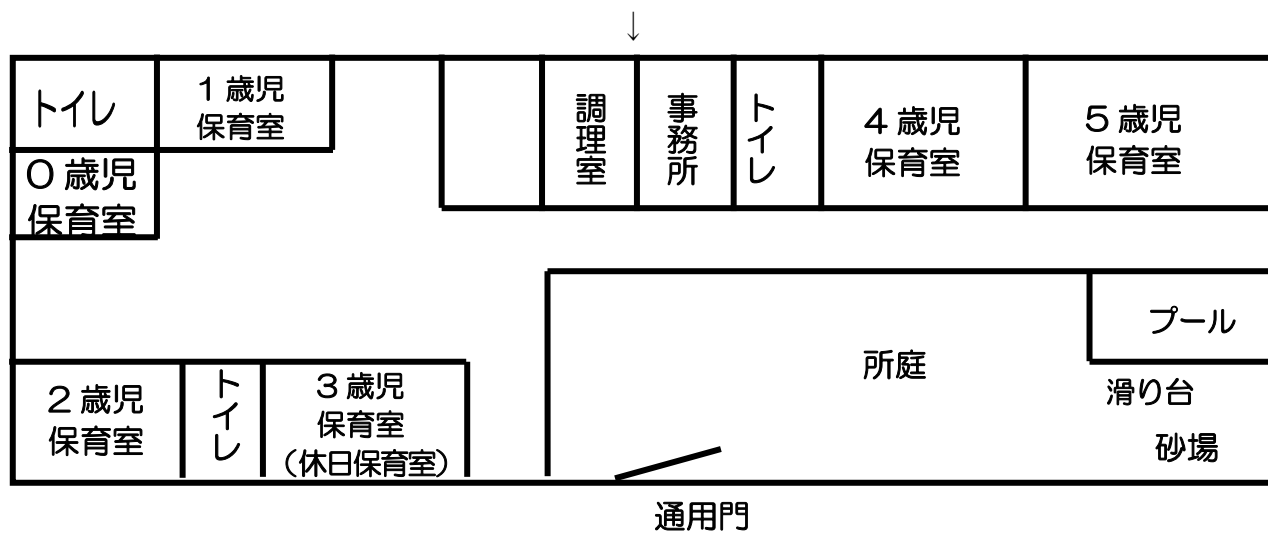 ↓
トイレ
1歳児
保育室
調理室
事務所
トイレ
4歳児
保育室
5歳児
保育室
0歳児
保育室
プール
所庭
滑り台
砂場
2歳児
保育室
トイレ
3歳児
保育室
（休日保育室）
通用門